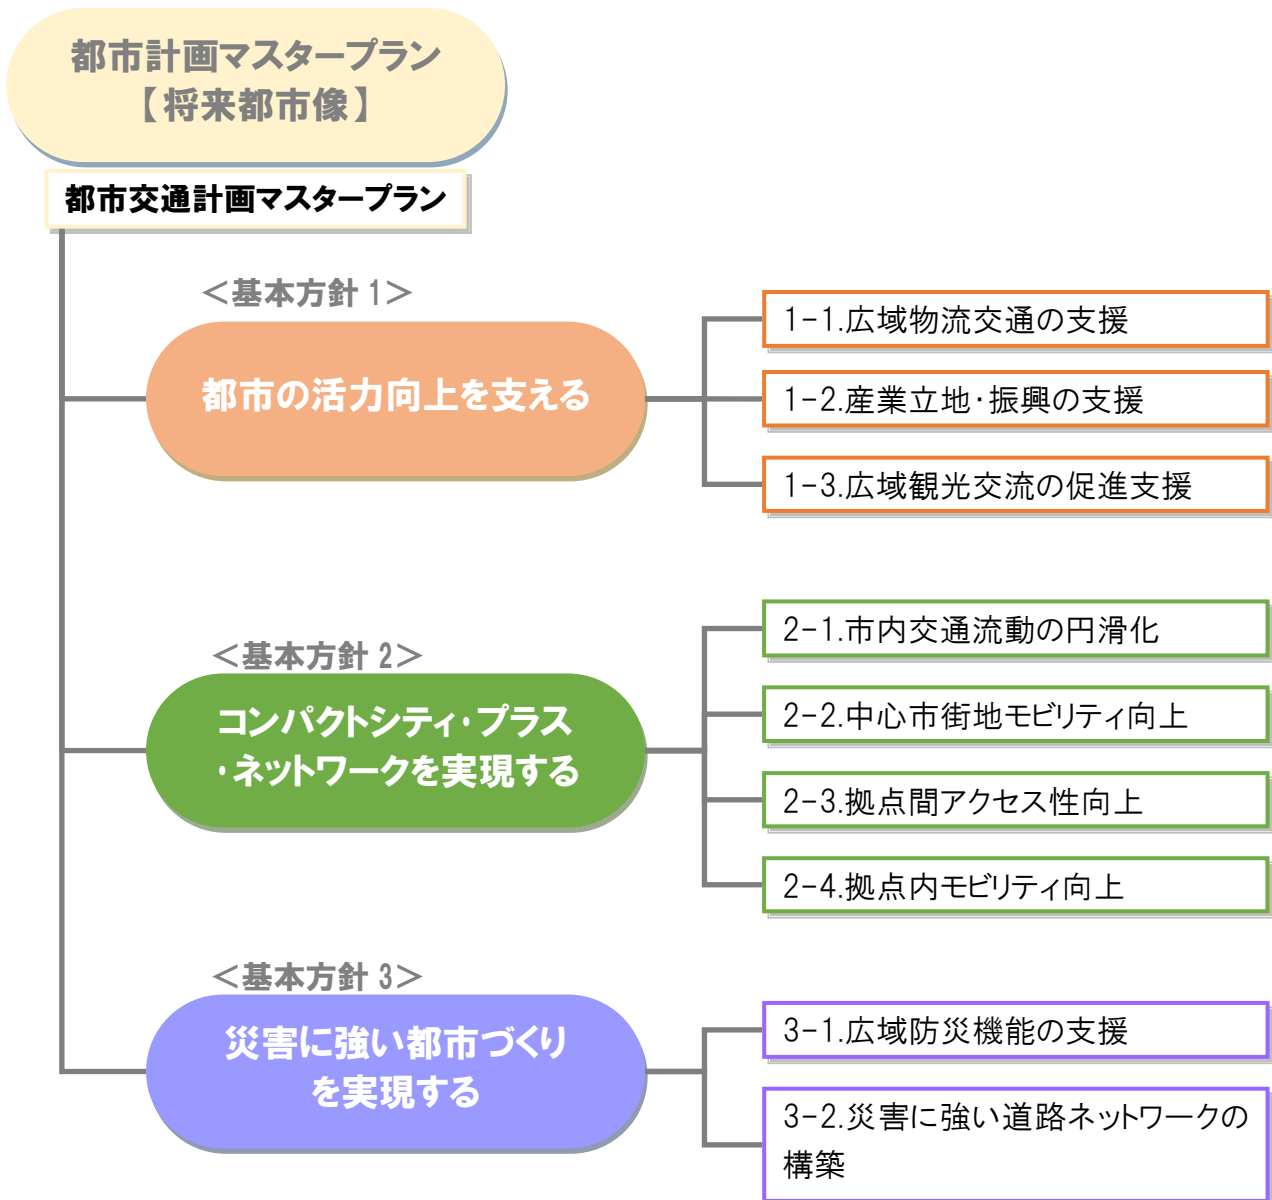 都市計画マスタープラン
【将来都市像】
都市交通計画マスタープラン
＜基本方針 1＞
都市の活力向上を支える
1-1.広域物流交通の支援
1-2.産業立地・振興の支援
1-3.広域観光交流の促進支援
＜基本方針 2＞
コンパクトシティ・プラス
・ネットワークを実現する
2-1.市内交通流動の円滑化
2-2.中心市街地モビリティ向上
2-3.拠点間アクセス性向上
2-4.拠点内モビリティ向上
＜基本方針 3＞
災害に強い都市づくり
を実現する
3-1.広域防災機能の支援
3-2.災害に強い道路ネットワークの
構築